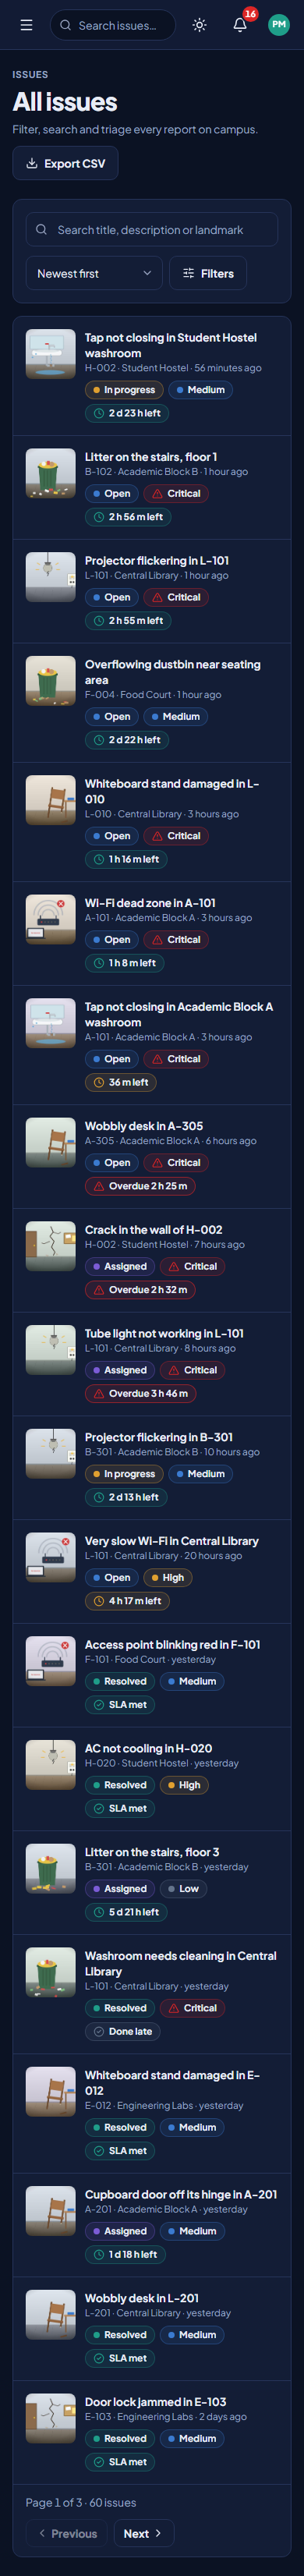 Search issues...
16
PM
ISSUES
All issues
Filter, search and triage every report on campus.
Export CSV
Search title, description or landmark
Newest first
Filters
Tap not closing in Student Hostel
washroom
H-002 · Student Hostel · 56 minutes ago
In progress
Medium
2 d 23 h left
Litter on the stairs, floor 1
B-102 · Academic Block B · 1 hour ago
Open
Critical
2 h 56 m left
Projector flickering in L-101
L-101 · Central Library · 1 hour ago
Open
Critical
2 h 55 m left
Overflowing dustbin near seating
area
F-004 · Food Court · 1 hour ago
Open
Medium
2 d 22 h left
Whiteboard stand damaged in L-
010
L-010 · Central Library · 3 hours ago
Open
Critical
1 h 16 m left
Wi-Fi dead zone in A-101
A-101 · Academic Block A · 3 hours ago
Open
Critical
1 h 8 m left
Tap not closing in Academic Block A
washroom
A-101 · Academic Block A · 3 hours ago
Open
Critical
36 m left
Wobbly desk in A-305
A-305 · Academic Block A · 6 hours ago
Open
Critical
Overdue 2 h 25 m
Crack in the wall of H-002
H-002 · Student Hostel · 7 hours ago
Assigned
Critical
Overdue 2 h 32 m
Tube light not working in L-101
L-101 · Central Library · 8 hours ago
Assigned
Critical
Overdue 3 h 46 m
Projector flickering in B-301
B-301 · Academic Block B · 10 hours ago
In progress
Medium
2 d 13 h left
Very slow Wi-Fi in Central Library
L-101 · Central Library · 20 hours ago
Open
High
4 h 17 m left
Access point blinking red in F-101
F-101 · Food Court · yesterday
Resolved
Medium
SLA met
AC not cooling in H-020
H-020 · Student Hostel · yesterday
Resolved
High
SLA met
Litter on the stairs, floor 3
B-301 · Academic Block B · yesterday
Assigned
Low
5 d 21 h left
Washroom needs cleaning in Central
Library
L-101 · Central Library · yesterday
Resolved
Critical
Done late
Whiteboard stand damaged in E-
012
E-012 · Engineering Labs · yesterday
Resolved
Medium
SLA met
Cupboard door off its hinge in A-201
A-201 · Academic Block A · yesterday
Assigned
Medium
1 d 18 h left
Wobbly desk in L-201
L-201 · Central Library · yesterday
Resolved
Medium
SLA met
Door lock jammed in E-103
E-103 · Engineering Labs · 2 days ago
Resolved
Medium
SLA met
Page 1 of 3 · 60 issues
Previous
Next